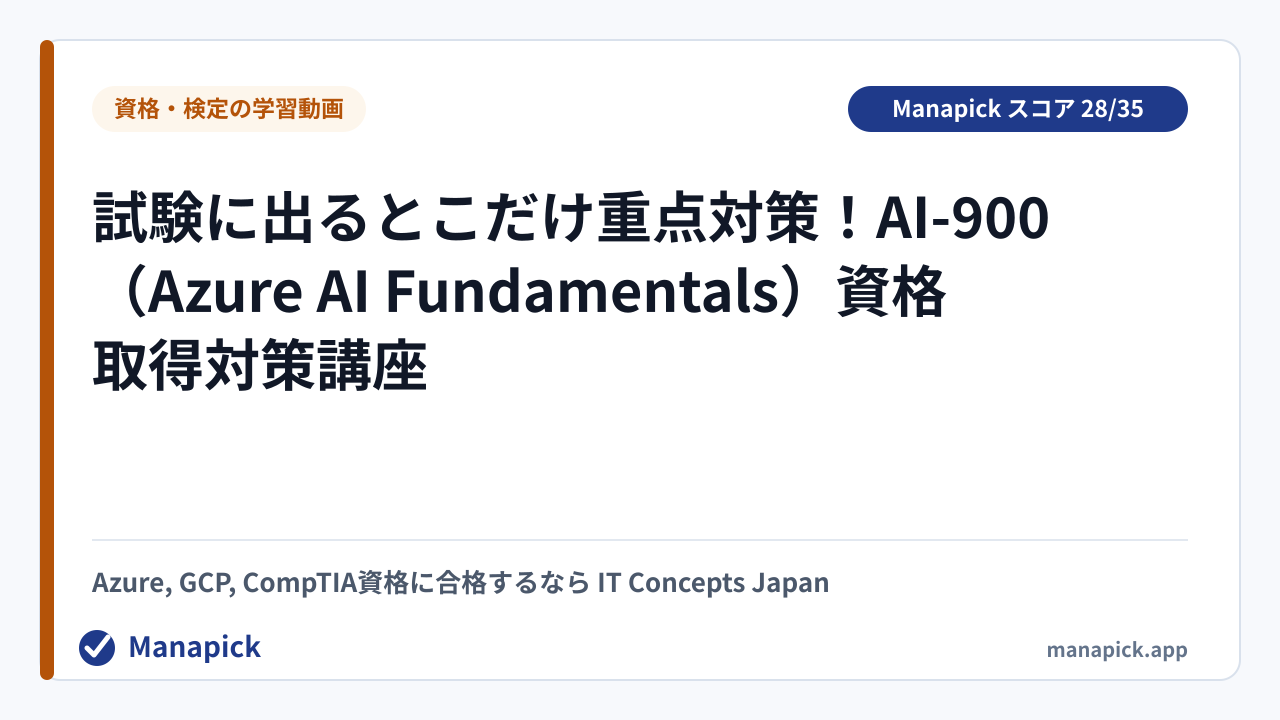 資格・検定の学習動画
Manapick スコア 28/35
試験に出るとこだけ重点対策！AI-900
（Azure AI Fundamentals）資格
取得対策講座
Azure, GCP, CompTIA資格に合格するなら IT Concepts Japan
Manapick
manapick.app